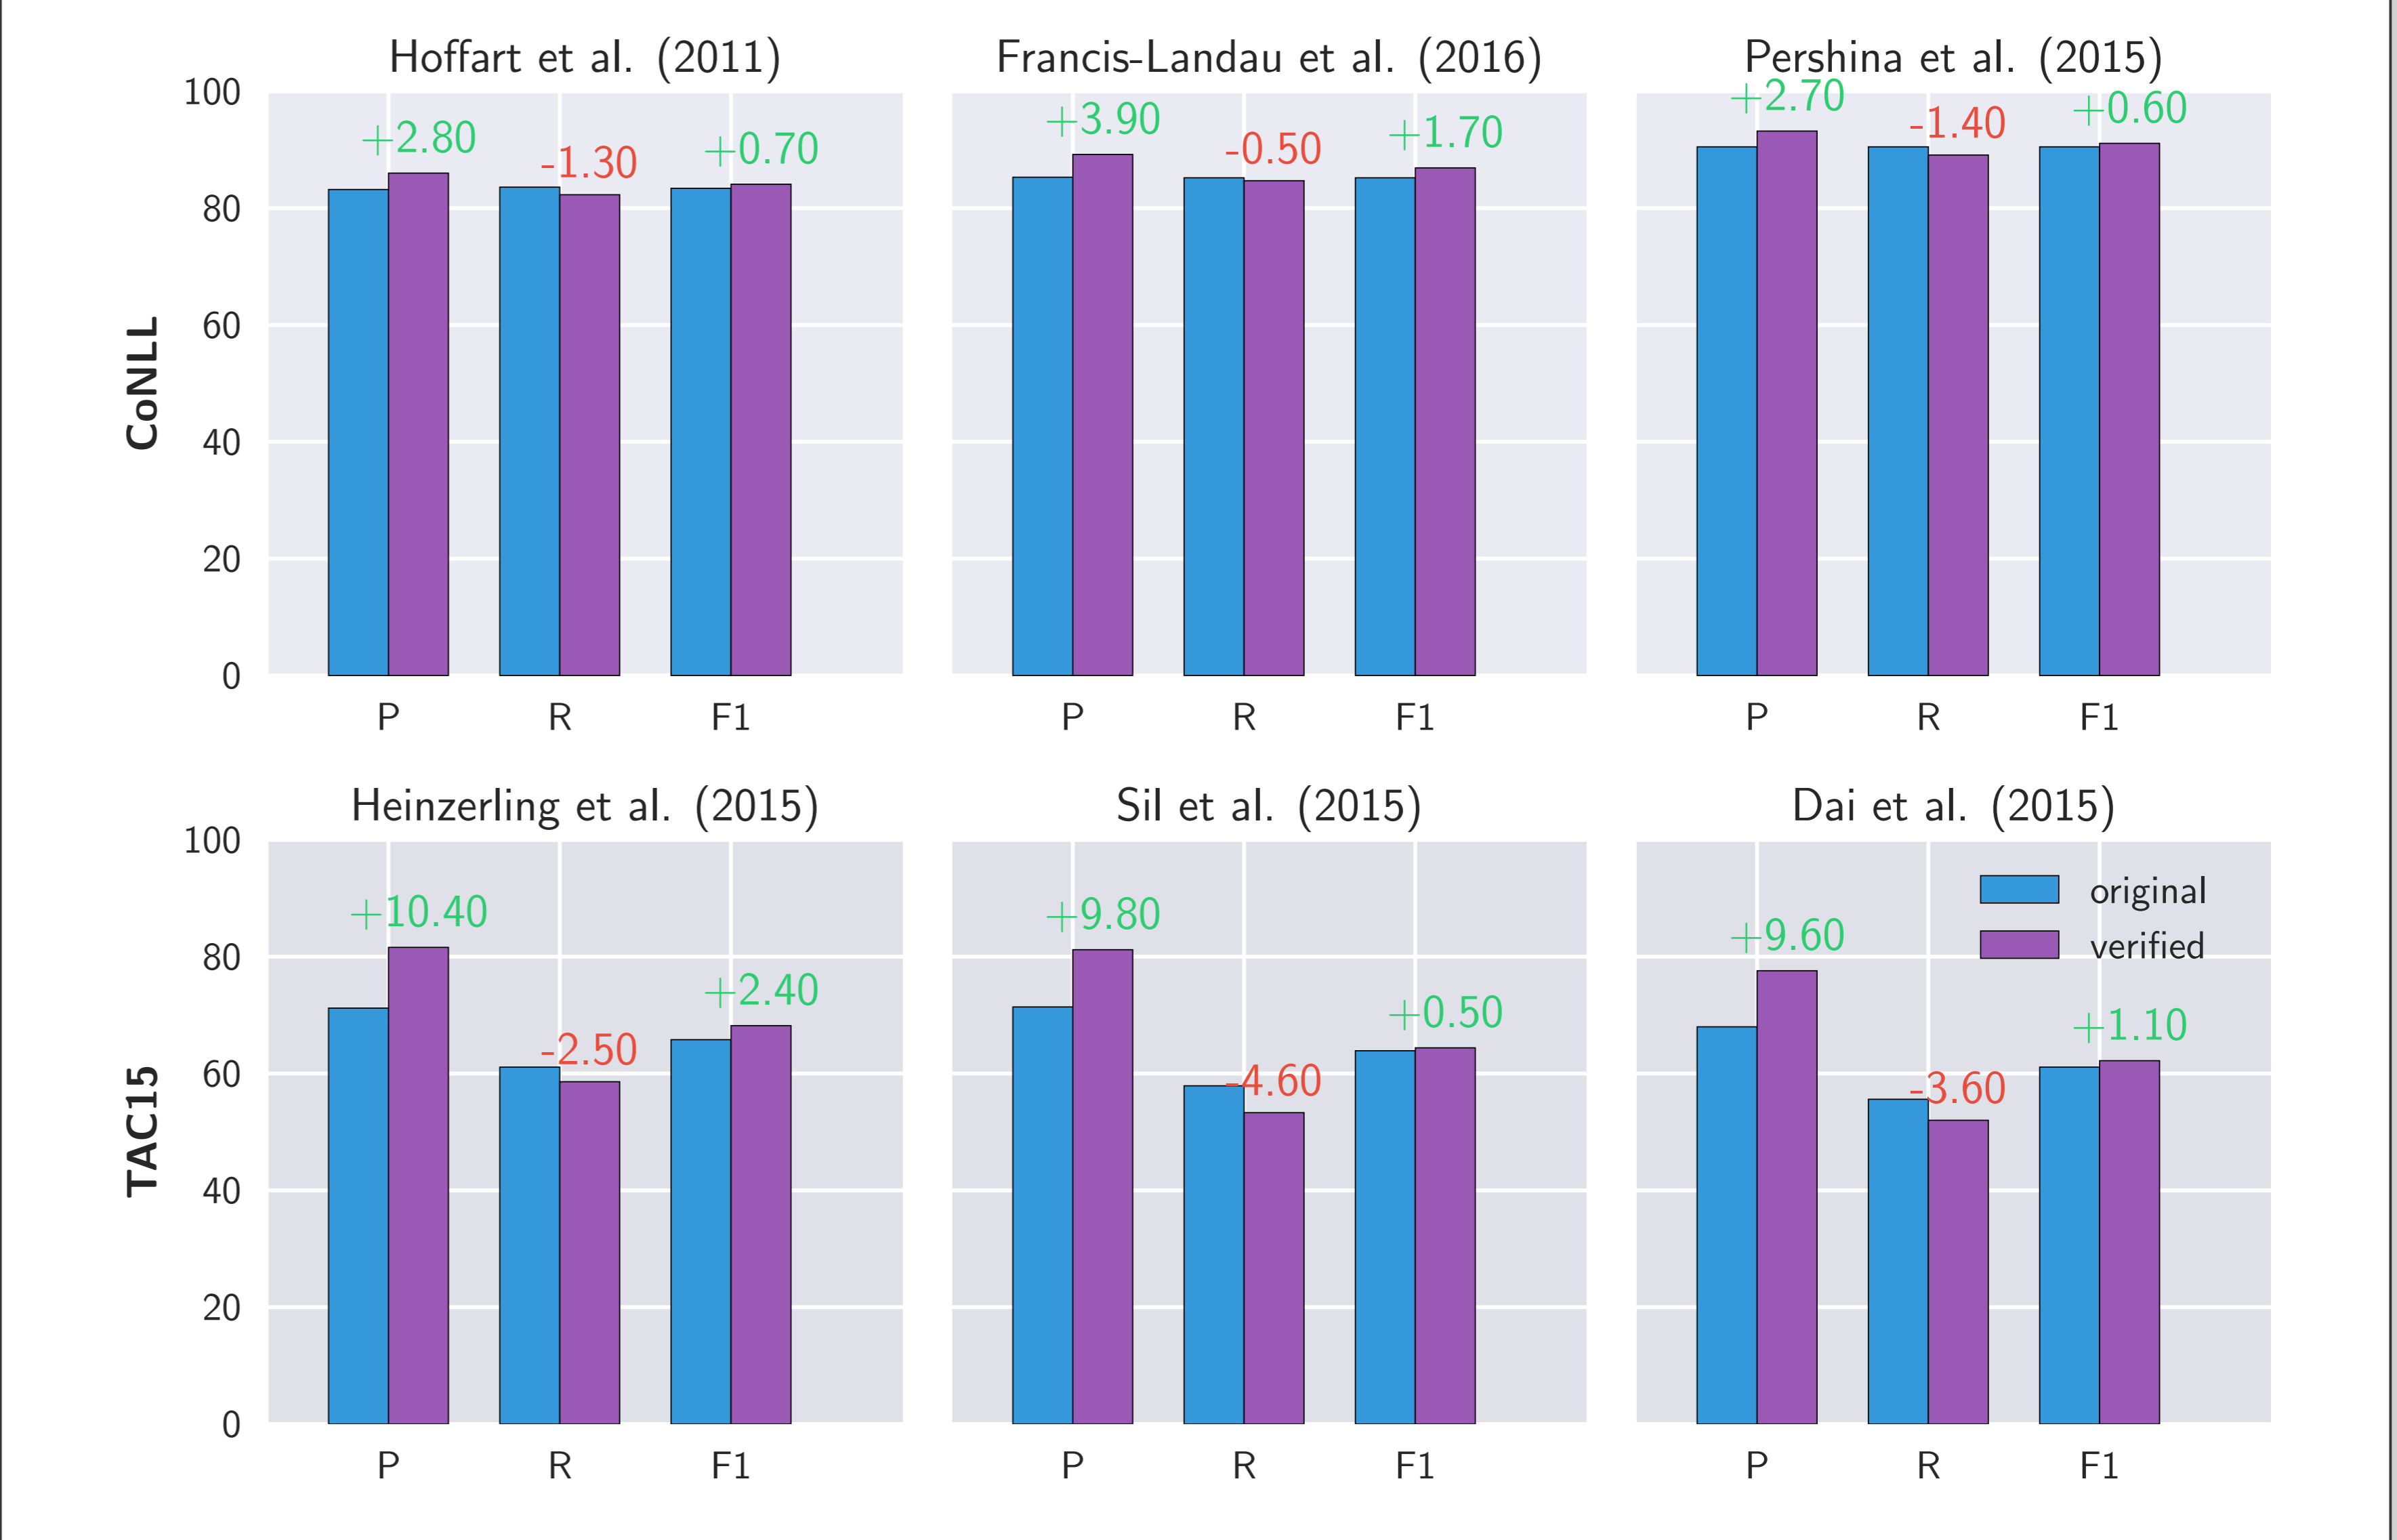 Hoffart et al. (2011)
Francis-Landau et al. (2016)
Pershina et al. (2015)
CoNLL
100
80
60
40
20
0
+2.80
-1.30
+0.70
+3.90
-0.50
+1.70
+2.70
-1.40
+0.60
P R F1
P R F1
P R F1
Heinzerling et al. (2015)
Sil et al. (2015)
Dai et al. (2015)
TAC15
100
80
60
40
20
0
+10.40
-2.50
+2.40
+9.80
-4.60
+0.50
+9.60
-3.60
+1.10
original
verified
P R F1
P R F1
P R F1